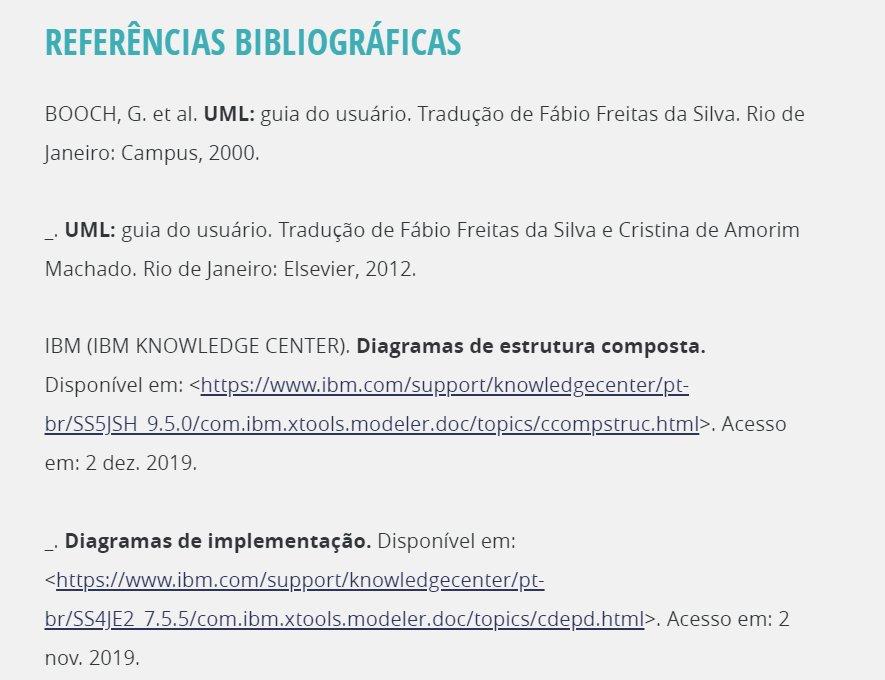 REFERÊNCIAS BIBLIOGRÁFICAS
BOOCH, G. et al. UML: guia do usuário. Tradução de Fábio Freitas da Silva. Rio de
Janeiro: Campus, 2000.
_. UML: guia do usuário. Tradução de Fábio Freitas da Silva e Cristina de Amorim
Machado. Rio de Janeiro: Elsevier, 2012.
IBM (IBM KNOWLEDGE CENTER). Diagramas de estrutura composta.
Disponível em: <https://www.ibm.com/support/knowledgecenter/pt-
br/SS5JSH_9.5.0/com.ibm.xtools.modeler.doc/topics/ccompstruc.html>. Acesso
em: 2 dez. 2019.
_. Diagramas de implementação. Disponível em:
<https://www.ibm.com/support/knowledgecenter/pt-
br/SS4JE2_7.5.5/com.ibm.xtools.modeler.doc/topics/cdepd.html>. Acesso em: 2
nov. 2019.